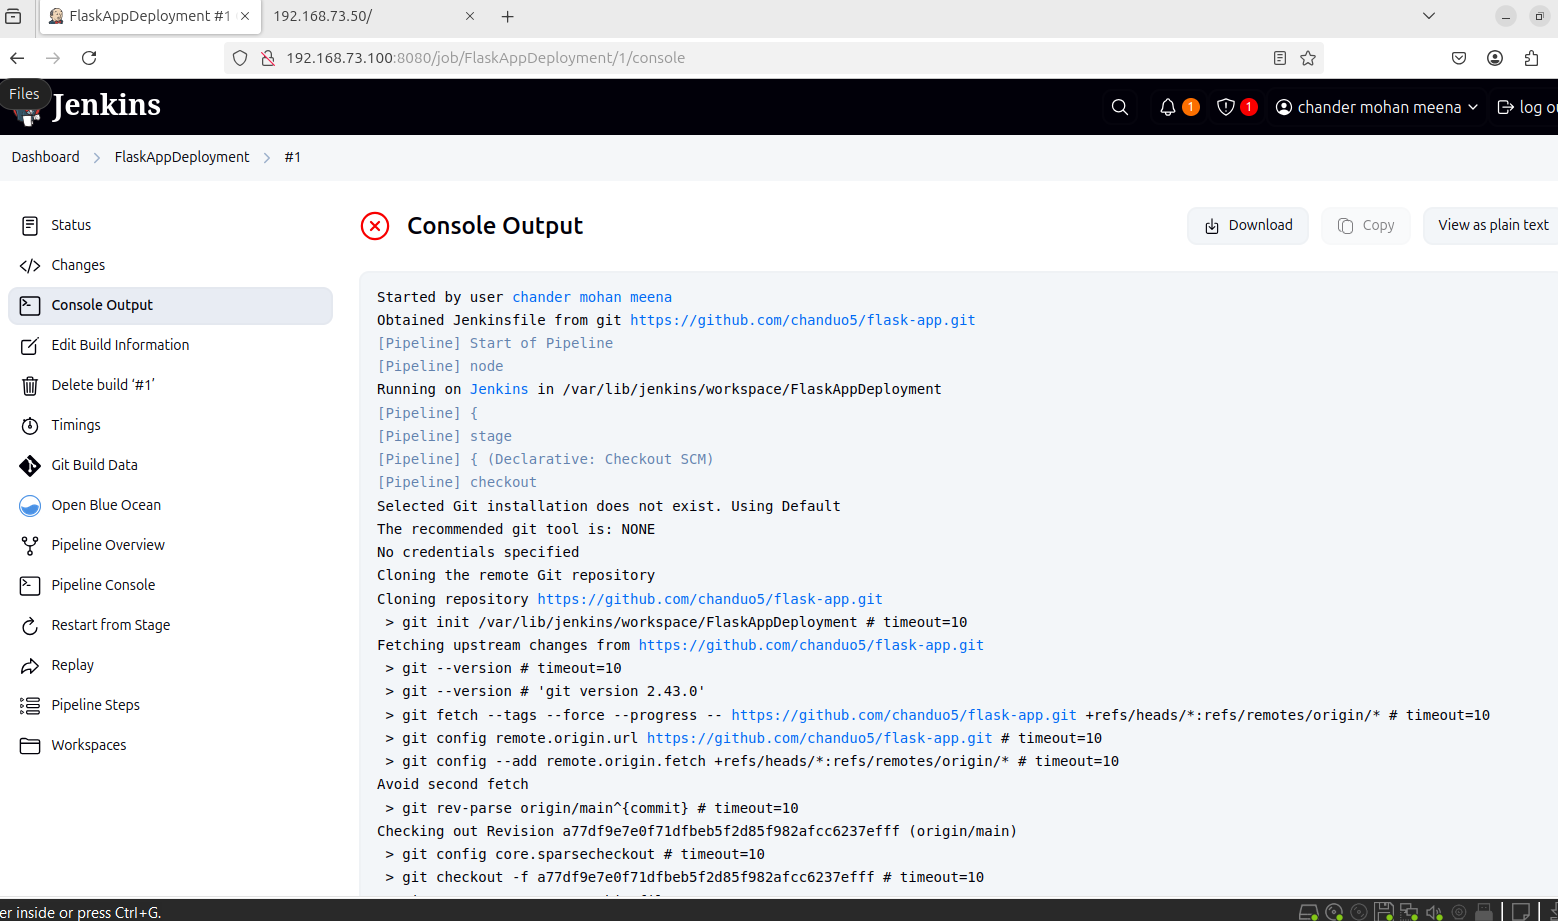 FlaskAppDeployment #1
192.168.73.50/
192.168.73.100:8080/job/FlaskAppDeployment/1/console
Files
Jenkins
1
1
chander mohan meena
log ou
Dashboard
FlaskAppDeployment
#1
Status
Changes
Console Output
Edit Build Information
Delete build ‘#1’
Timings
Git Build Data
Open Blue Ocean
Pipeline Overview
Pipeline Console
Restart from Stage
Replay
Pipeline Steps
Workspaces
Console Output
Download
Copy
View as plain text
Started by user chander mohan meena
Obtained Jenkinsfile from git https://github.com/chanduo5/flask-app.git
[Pipeline] Start of Pipeline
[Pipeline] node
Running on Jenkins in /var/lib/jenkins/workspace/FlaskAppDeployment
[Pipeline] {
[Pipeline] stage
[Pipeline] { (Declarative: Checkout SCM)
[Pipeline] checkout
Selected Git installation does not exist. Using Default
The recommended git tool is: NONE
No credentials specified
Cloning the remote Git repository
Cloning repository https://github.com/chanduo5/flask-app.git
> git init /var/lib/jenkins/workspace/FlaskAppDeployment # timeout=10
Fetching upstream changes from https://github.com/chanduo5/flask-app.git
> git --version # timeout=10
> git --version # 'git version 2.43.0'
> git fetch --tags --force --progress -- https://github.com/chanduo5/flask-app.git +refs/heads/*:refs/remotes/origin/* # timeout=10
> git config remote.origin.url https://github.com/chanduo5/flask-app.git # timeout=10
> git config --add remote.origin.fetch +refs/heads/*:refs/remotes/origin/* # timeout=10
Avoid second fetch
> git rev-parse origin/main^{commit} # timeout=10
Checking out Revision a77df9e7e0f71dfbeb5f2d85f982afcc6237efff (origin/main)
> git config core.sparsecheckout # timeout=10
> git checkout -f a77df9e7e0f71dfbeb5f2d85f982afcc6237efff # timeout=10
er inside or press Ctrl+G.